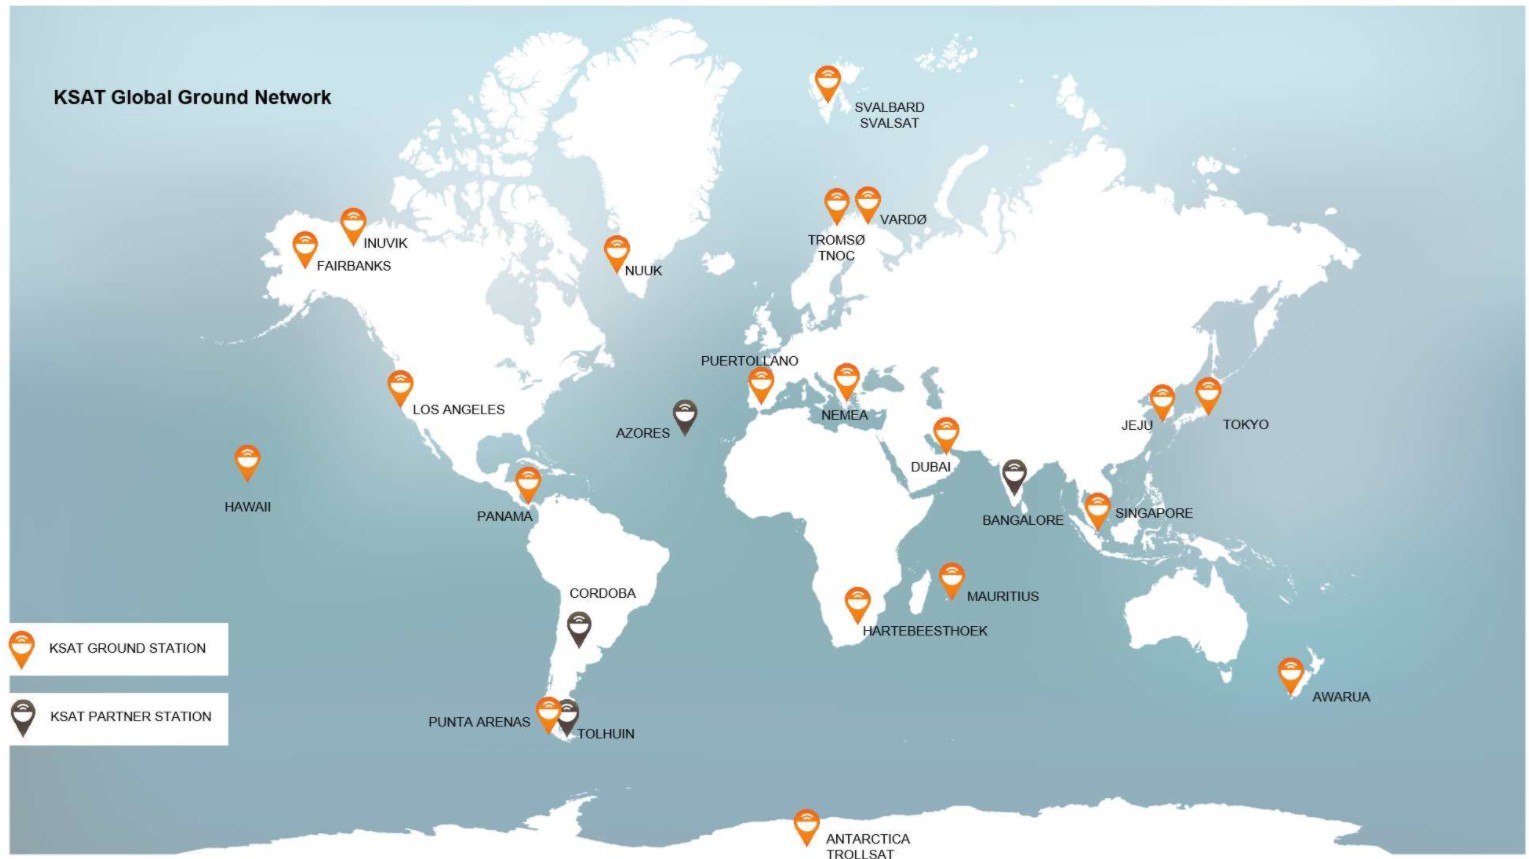 KSAT Global Ground Network
SVALBARD
SVALSAT
VARDØ
TROMSØ
TNOC
INUVIK
FAIRBANKS
NUUK
PUERTOLLANO
LOS ANGELES
NEMEA
AZORES
JEJU
TOKYO
DUBAI
HAWAII
PANAMA
BANGALORE
SINGAPORE
CORDOBA
MAURITIUS
HARTEBEESTHOEK
KSAT GROUND STATION
AWARUA
KSAT PARTNER STATION
PUNTA ARENAS
TOLHUIN
ANTARCTICA
TROLLSAT